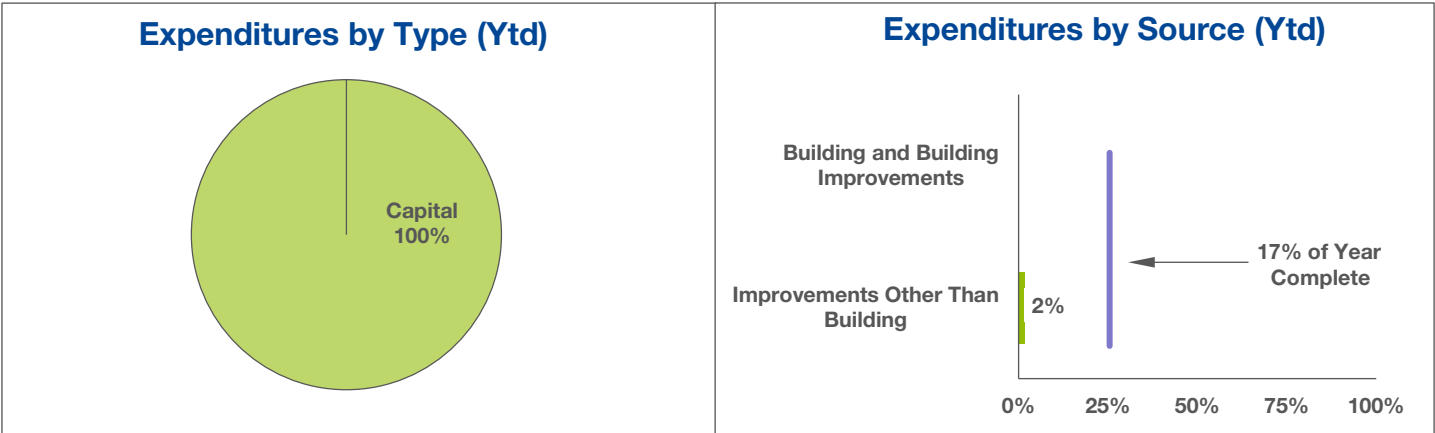 Expenditures by Type (Ytd)
Capital
100%
Expenditures by Source (Ytd)
Building and Building
Improvements
Improvements Other Than
Building
2%
17% of Year
Complete
0% 25% 50% 75% 100%